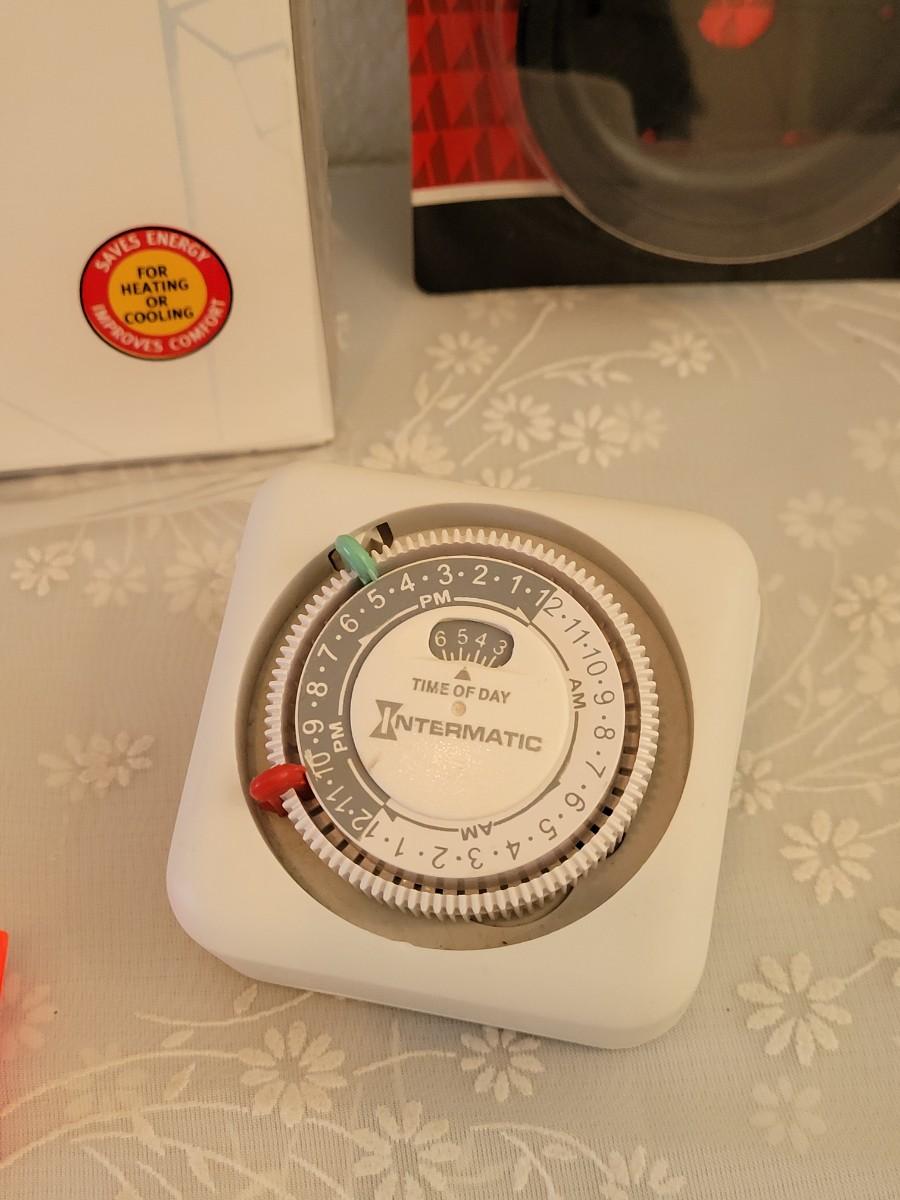 SAVES ENERGY
FOR
HEATING
OR
COOLING
IMPROVES COMFORT
12·11·10·9·8·7·6·5·4·3·2·1·12·11·10·9·8·7·6·5·4·3·2·1
PM
AM
AM
PM
6 5 4 3
TIME OF DAY
INTERMATIC